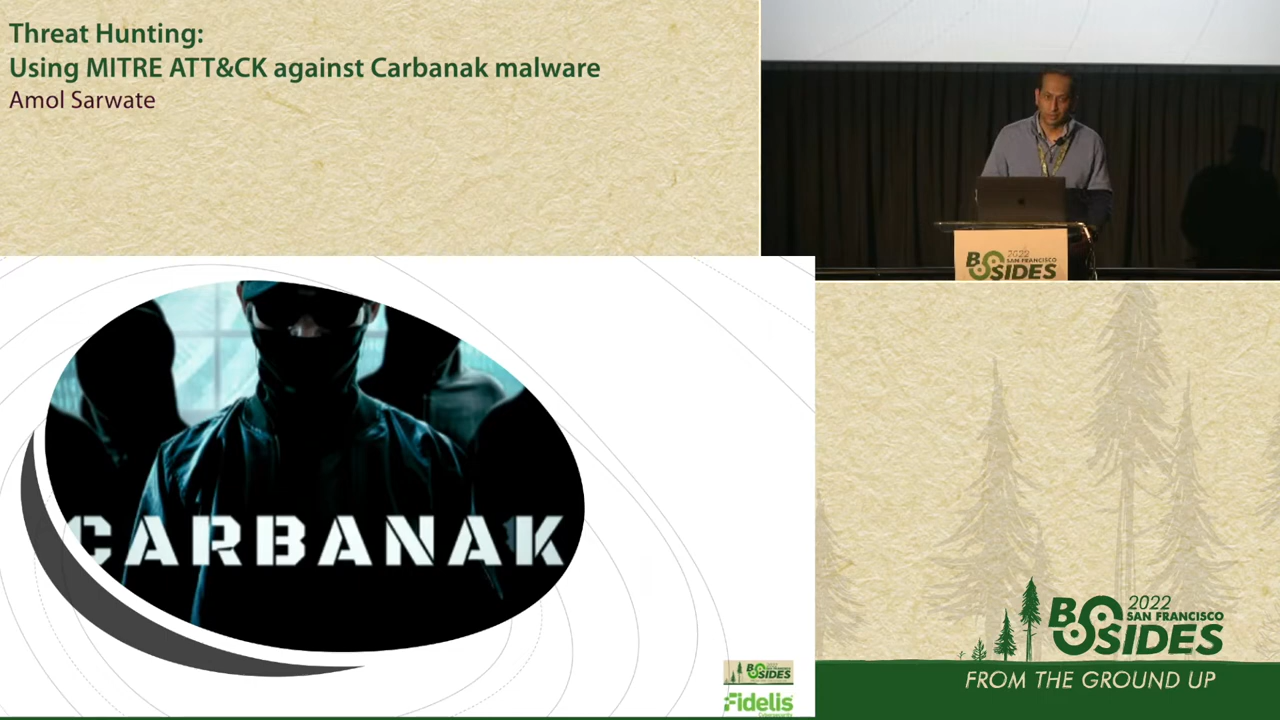 Threat Hunting:
Using MITRE ATT&CK against Carbanak malware
Amol Sarwate
2022
SAN FRANCISCO
BSIDES
CARBANAK
2022
SAN FRANCISCO
BSIDES
FROM THE GROUND UP
BSIDES
Fidelis
Cybersecurity